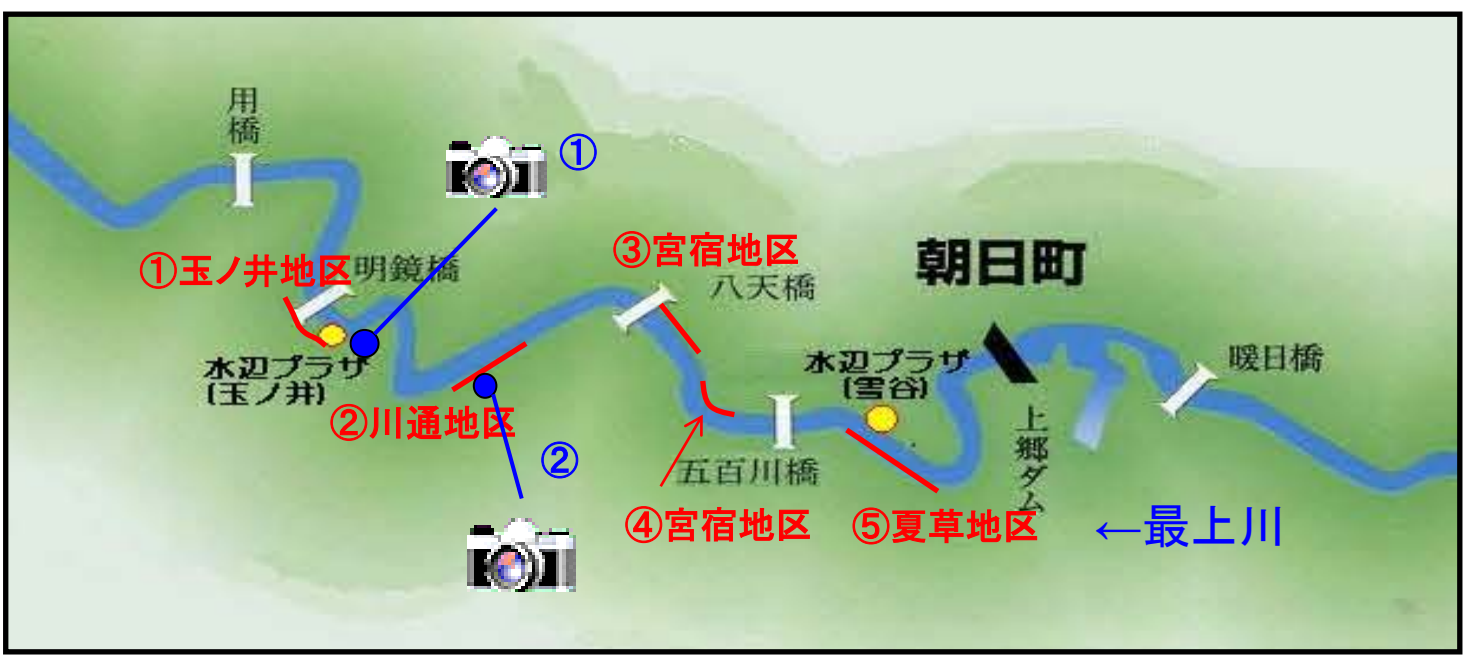 用橋
①
①玉ノ井地区
明鏡橋
水辺プラザ
(玉ノ井)
②川通地区
②
③宮宿地区
八天橋
朝日町
水辺プラザ
(雪谷)
暖日橋
上郷ダム
五百川橋
④宮宿地区
⑤夏草地区
←最上川